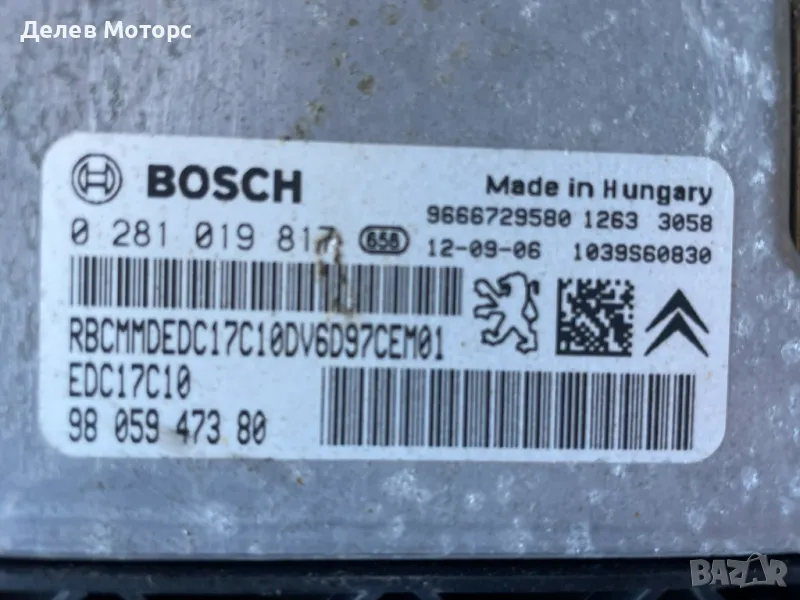 Делев Моторс
BOSCH
Made in Hungary
0 281 019 817
658
9666729580 1263 3058
12-09-06 1039S60830
RBCMMDEDC17C10DV6D97CEM01
EDC17C10
98 059 473 80
BAZAR